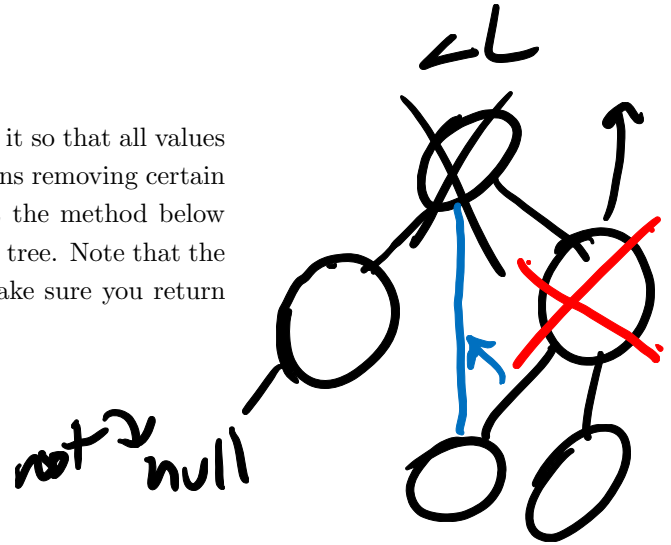 <L
it so that all values
ns removing certain
the method below
tree. Note that the
ake sure you return
root
null